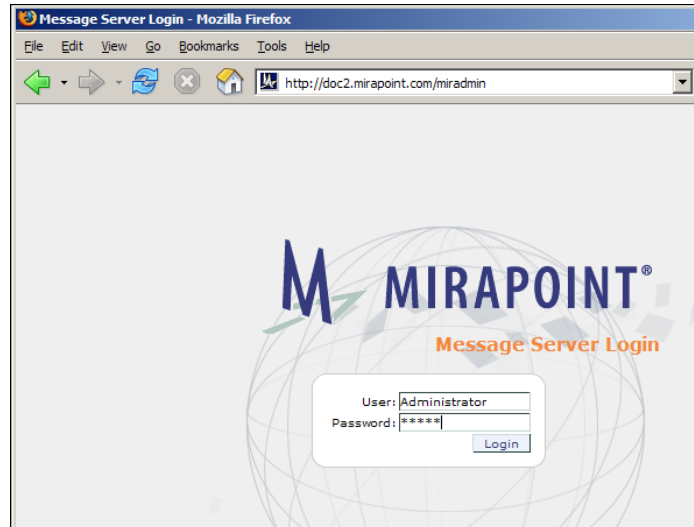 Message Server Login - Mozilla Firefox
File Edit View Go Bookmarks Tools Help
http://doc2.mirapoint.com/miradmin
MIRAPOINT®
Message Server Login
User: Administrator
Password: *****
Login